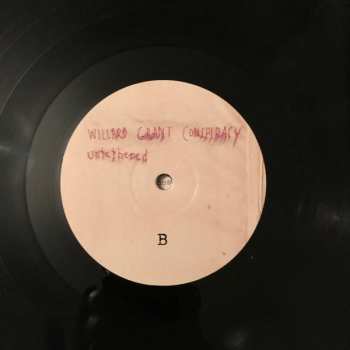 WILLARD GRANT CONSPIRACY
untethered
B